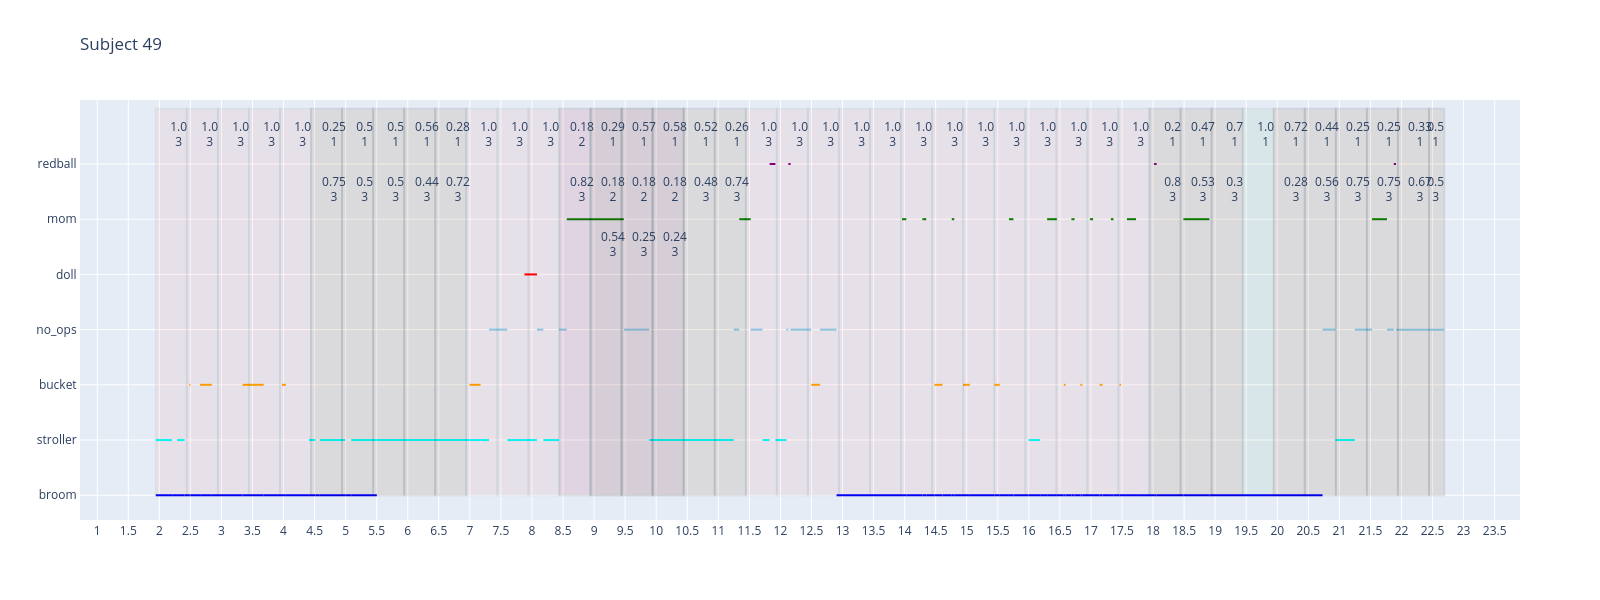 Subject 49
1.0 1.0 1.0 1.0 1.0 0.25 0.5 0.5 0.56 0.28 1.0 1.0 1.0 0.18 0.29 0.57 0.58 0.52 0.26 1.0 1.0 1.0 1.0 1.0 1.0 1.0 1.0 1.0 1.0 1.0 1.0 1.0 0.2 0.47 0.7 1.0 0.72 0.44 0.25 0.25 0.33 0.5
3 3 3 3 3 1 1 1 1 1 3 3 3 2 1 1 1 1 1 3 3 3 3 3 3 3 3 3 3 3 3 3 1 1 1 1 1 1 1 1 1 1
redball
0.75 0.5 0.5 0.44 0.72 0.82 0.18 0.18 0.18 0.48 0.74 0.8 0.53 0.3 0.28 0.56 0.75 0.75 0.67 0.5
3 3 3 3 3 3 2 2 2 3 3 3 3 3 3 3 3 3 3 3
mom
0.54 0.25 0.24
3 3 3
doll
no_ops
bucket
stroller
broom
1 1.5 2 2.5 3 3.5 4 4.5 5 5.5 6 6.5 7 7.5 8 8.5 9 9.5 10 10.5 11 11.5 12 12.5 13 13.5 14 14.5 15 15.5 16 16.5 17 17.5 18 18.5 19 19.5 20 20.5 21 21.5 22 22.5 23 23.5